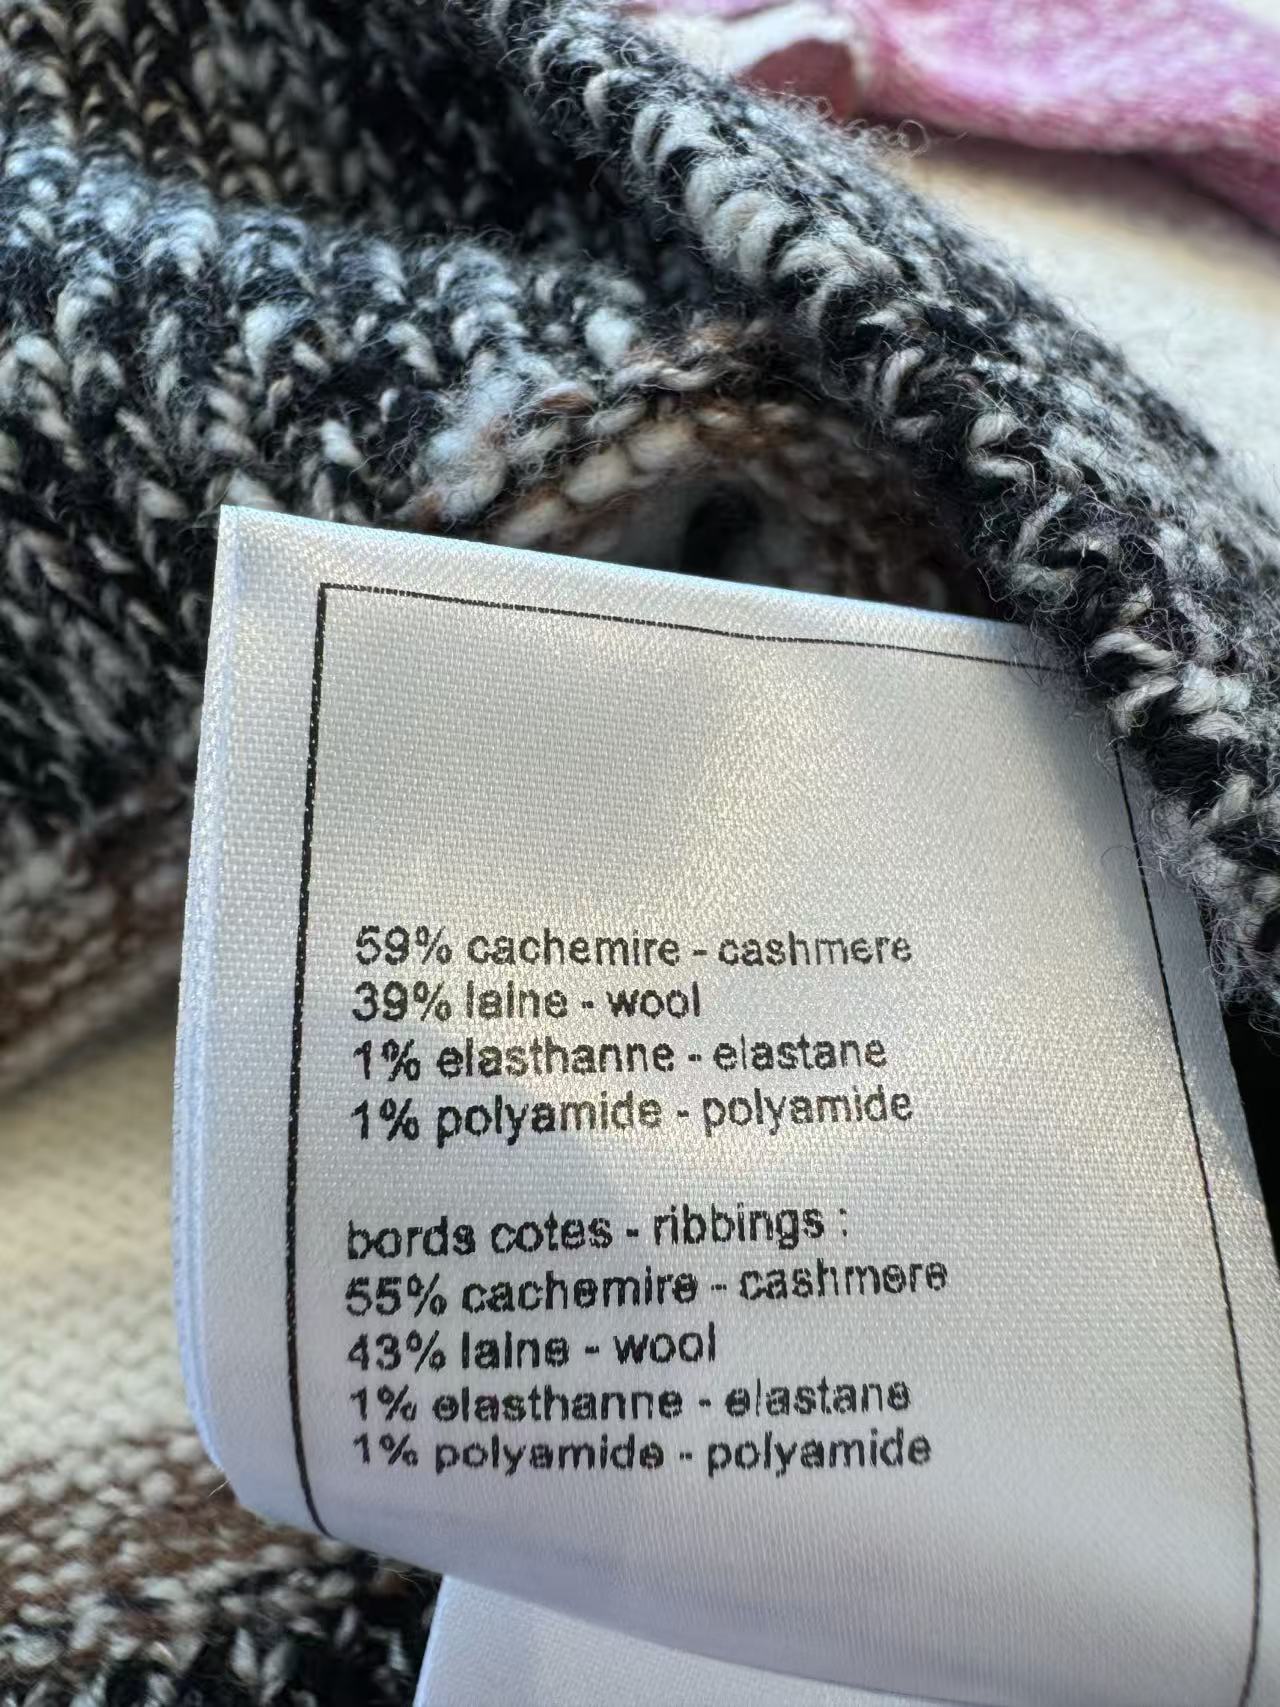 59% cachemire - cashmere
39% laine - wool
1% elasthanne - elastane
1% polyamide - polyamide
bords cotes - ribbings :
55% cachemire - cashmere
43% laine - wool
1% elasthanne - elastane
1% polyamide - polyamide